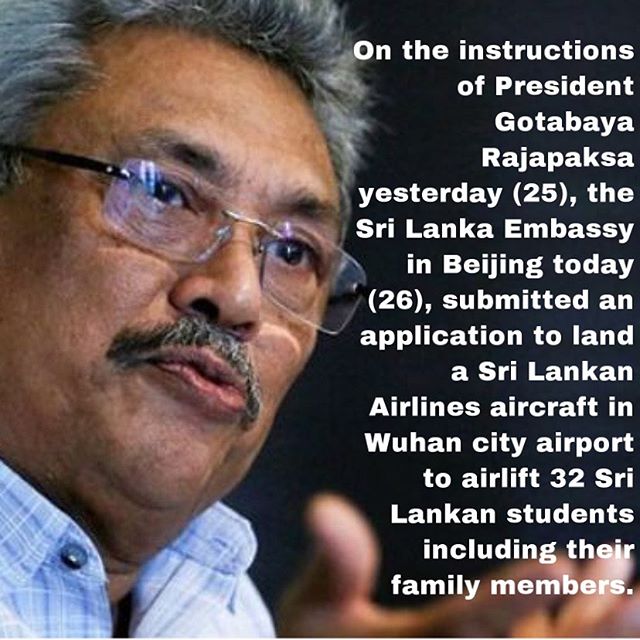 On the instructions
of President
Gotabaya
Rajapaksa
yesterday (25), the
Sri Lanka Embassy
in Beijing today
(26), submitted an
application to land
a Sri Lankan
Airlines aircraft in
Wuhan city airport
to airlift 32 Sri
Lankan students
including their
family members.